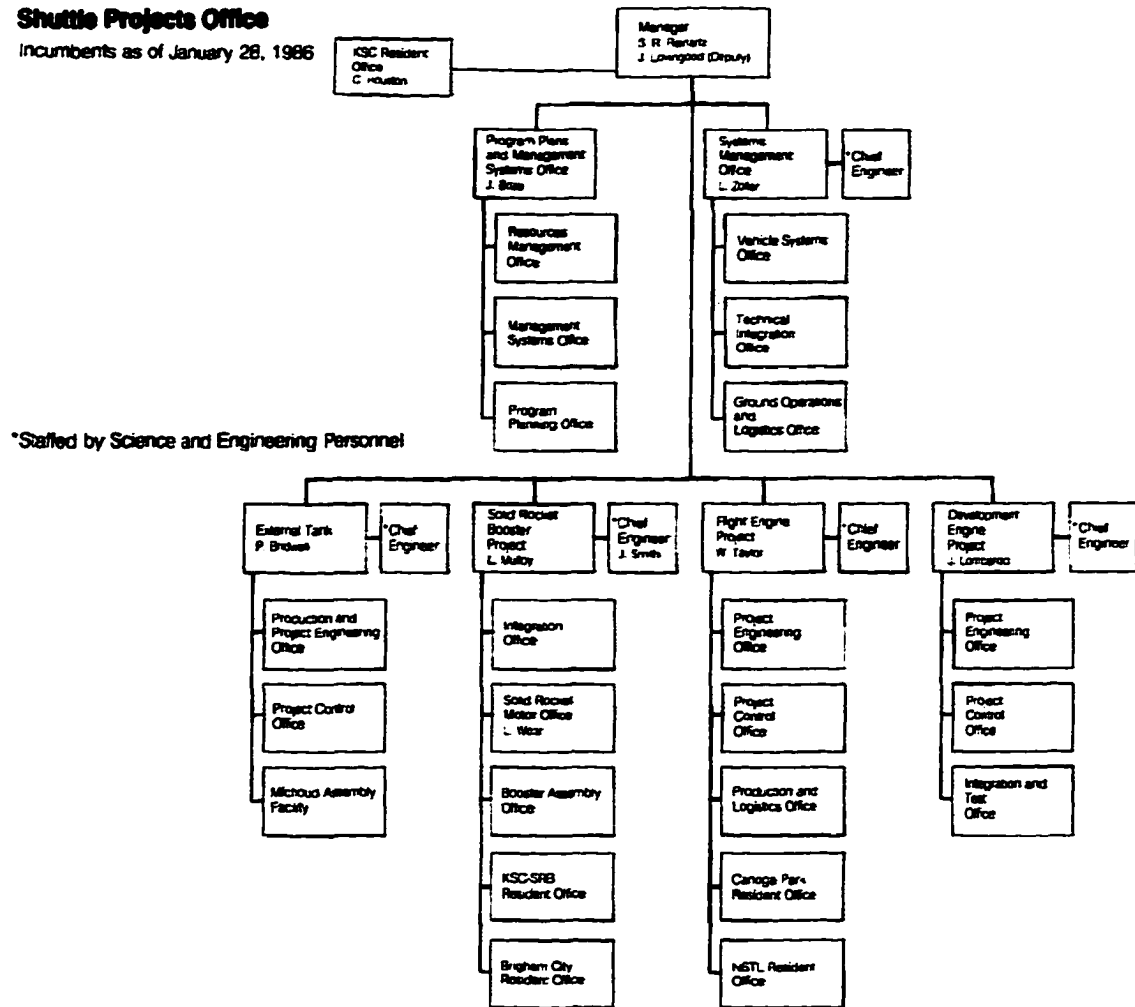 Shuttle Projects Office
Incumbents as of January 28, 1986
KSC Resident
Office
C. Houston
Manager
S. R. Reinartz
J. Lovingood (Deputy)
Program Plans
and Management
Systems Office
J.
Systems
Management
Office
L.
*Chief
Engineer
Resources
Management
Office
Vehicle Systems
Office
Management
Systems Office
Technical
Integration
Office
Program
Planning Office
Ground Operations
and
Logistics Office
*Staffed by Science and Engineering Personnel
External Tank
P. Bridwell
*Chief
Engineer
Solid Rocket
Booster
Project
L. Mulloy
*Chief
Engineer
J. Smith
Flight Engine
Project
W. Taylor
*Chief
Engineer
Development
Engine
Project
J. Lombardo
*Chief
Engineer
Production and
Project Engineering
Office
Integration
Office
Project
Engineering
Office
Project
Engineering
Office
Project Control
Office
Solid Rocket
Motor Office
L. Wear
Project
Control
Office
Project
Control
Office
Michoud Assembly
Facility
Booster Assembly
Office
Production and
Logistics Office
Integration and
Test
Office
KSC-SRB
Resident Office
Canoga Park
Resident Office
Brigham City
Resident Office
NSTL Resident
Office